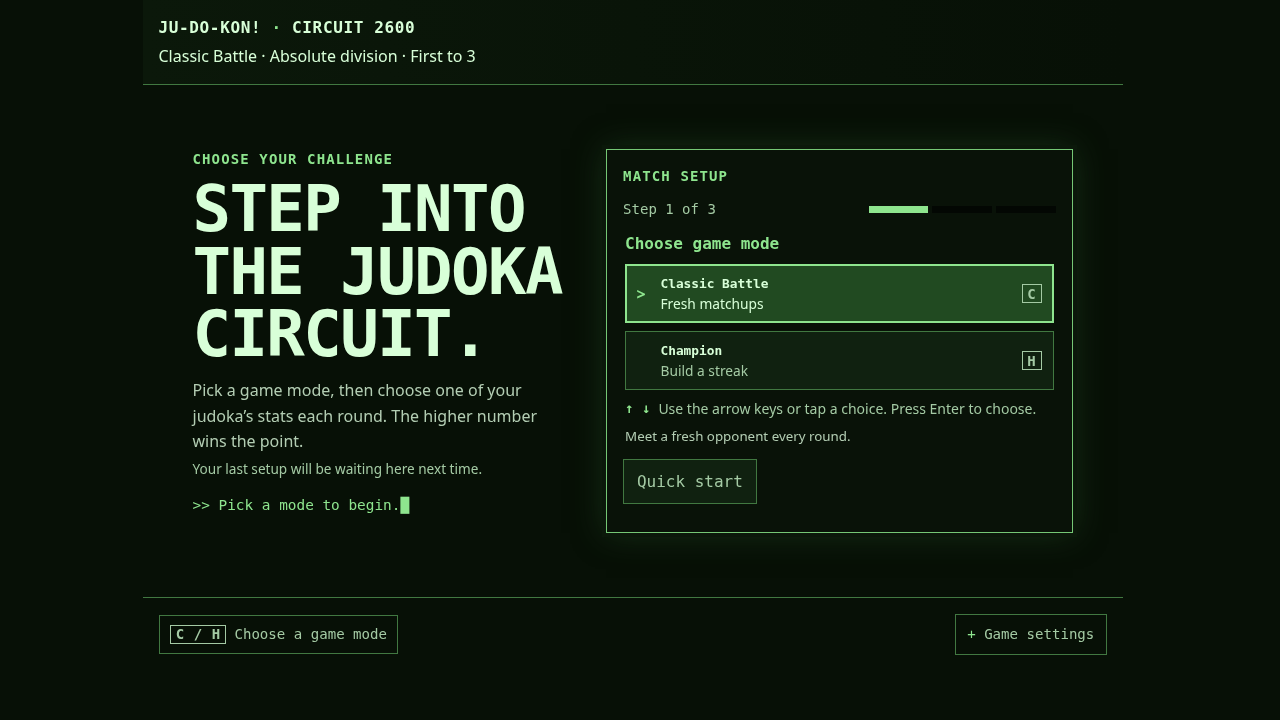 JU-DO-KON! · CIRCUIT 2600
Classic Battle · Absolute division · First to 3
CHOOSE YOUR CHALLENGE
STEP INTO
THE JUDOKA
CIRCUIT.
Pick a game mode, then choose one of your
judoka’s stats each round. The higher number
wins the point.
Your last setup will be waiting here next time.
>> Pick a mode to begin.█
MATCH SETUP
Step 1 of 3
Choose game mode
> Classic Battle C
Fresh matchups
Champion H
Build a streak
↑ ↓ Use the arrow keys or tap a choice. Press Enter to choose.
Meet a fresh opponent every round.
Quick start
C / H Choose a game mode
+ Game settings